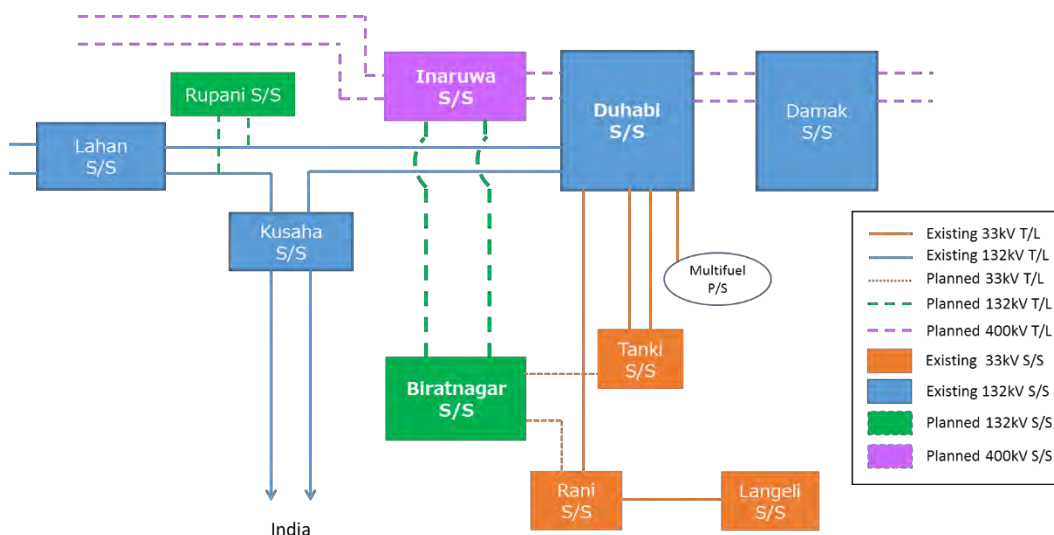 Inaruwa
S/S
Duhabi
S/S
Damak
S/S
Rupani S/S
Lahan
S/S
Kusaha
S/S
Multifuel
P/S
Tanki
S/S
Biratnagar
S/S
Rani
S/S
Langeli
S/S
India
Existing 33kV T/L
Existing 132kV T/L
Planned 33kV T/L
Planned 132kV T/L
Planned 400kV T/L
Existing 33kV S/S
Existing 132kV S/S
Planned 132kV S/S
Planned 400kV S/S